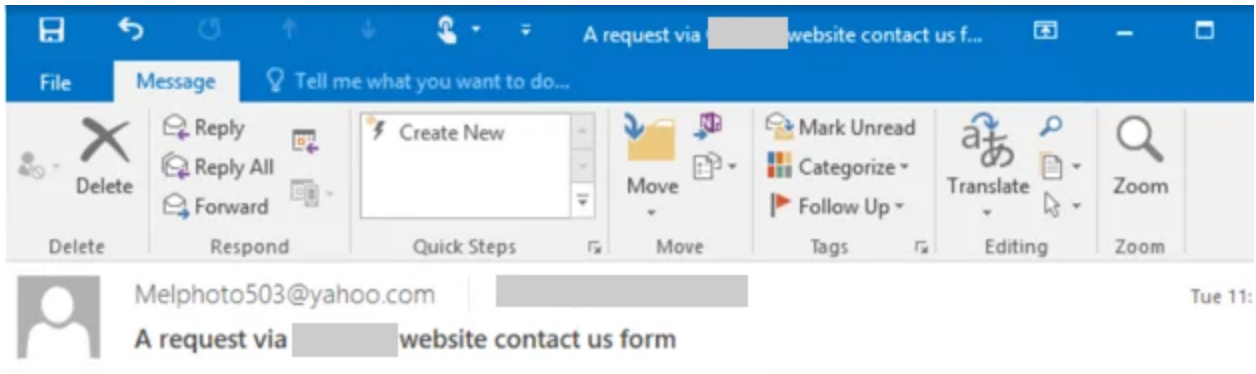 A request via website contact us f...
File Message Tell me what you want to do...
Delete
Reply
Reply All
Forward
Create New
Move
Mark Unread
Categorize
Follow Up
Translate
Zoom
Delete Respond Quick Steps Move Tags Editing Zoom
Melphoto503@yahoo.com Tue 11:
A request via website contact us form